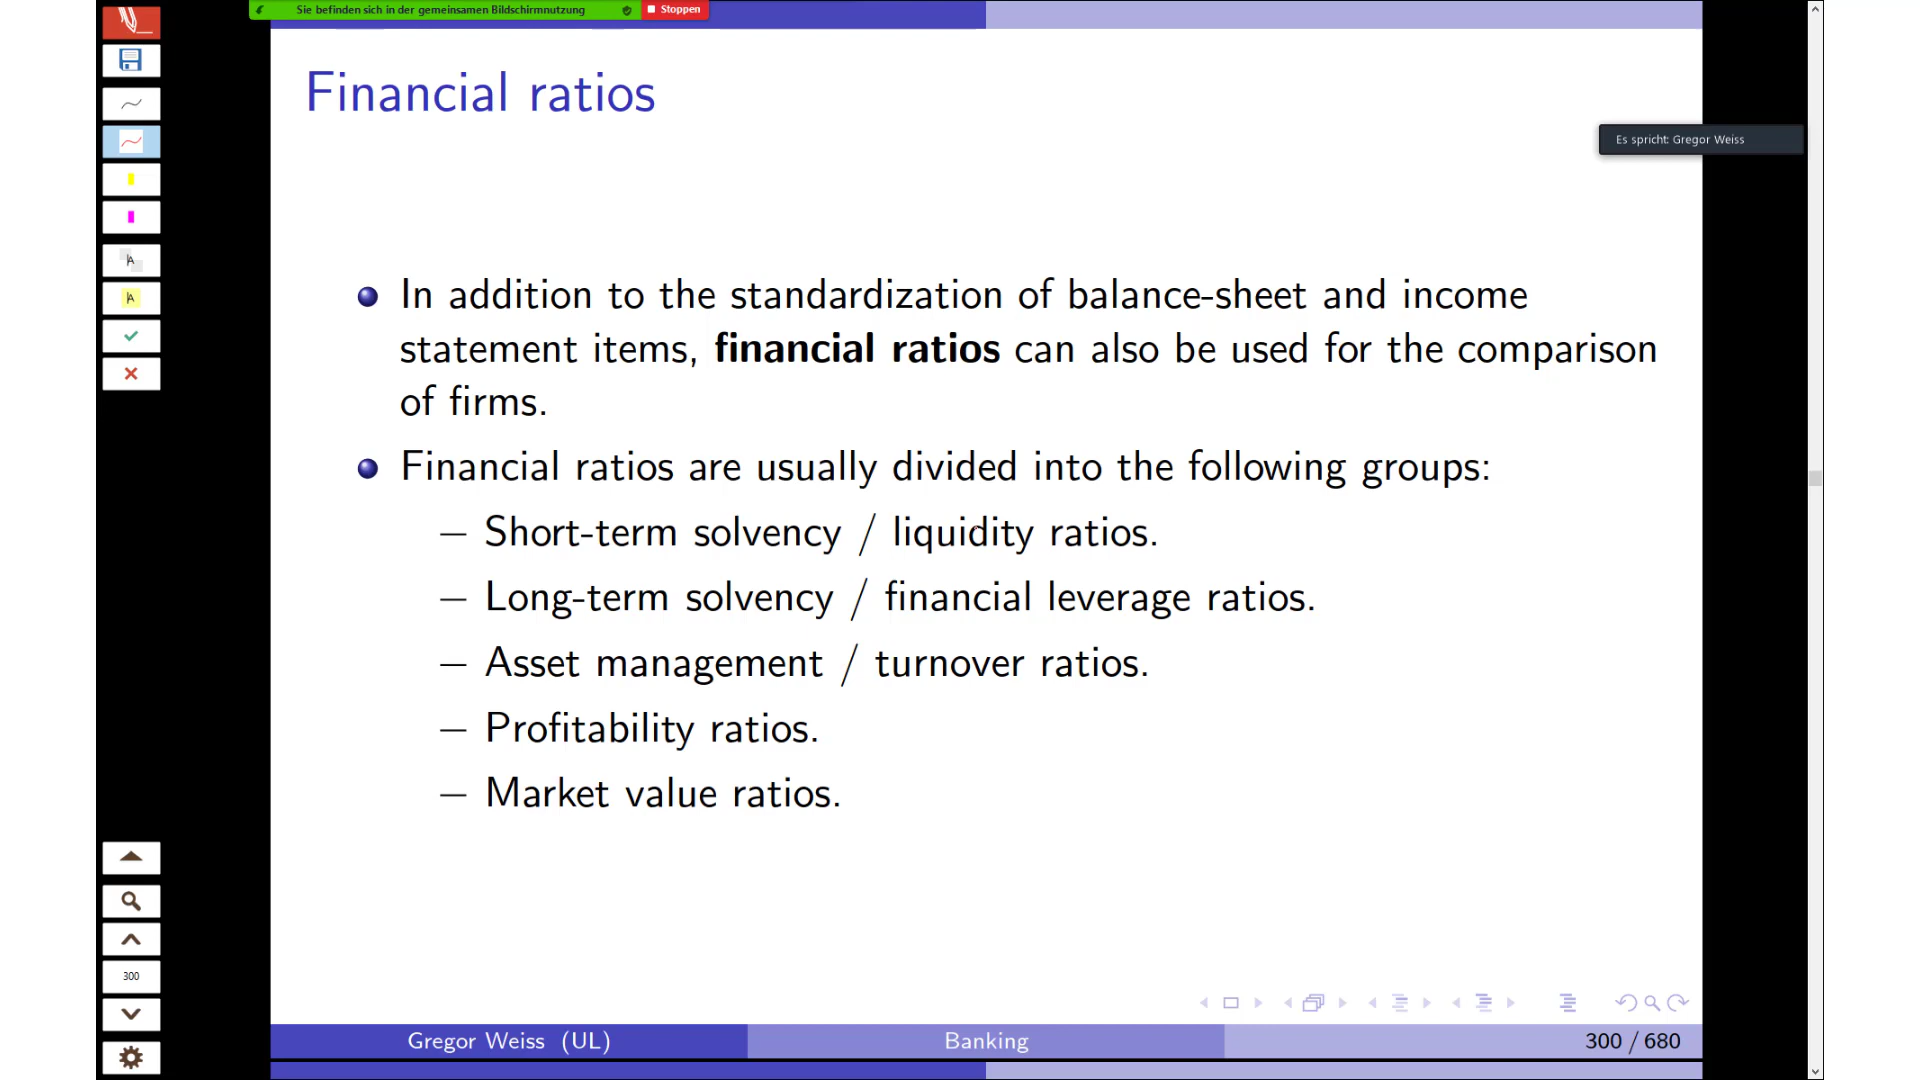 Sie befinden sich in der gemeinsamen Bildschirmnutzung
Stoppen
Financial ratios
Es spricht: Gregor Weiss
A
A
In addition to the standardization of balance-sheet and income
statement items, financial ratios can also be used for the comparison
of firms.
Financial ratios are usually divided into the following groups:
– Short-term solvency / liquidity ratios.
– Long-term solvency / financial leverage ratios.
– Asset management / turnover ratios.
– Profitability ratios.
– Market value ratios.
300
Gregor Weiss (UL)
Banking
300 / 680